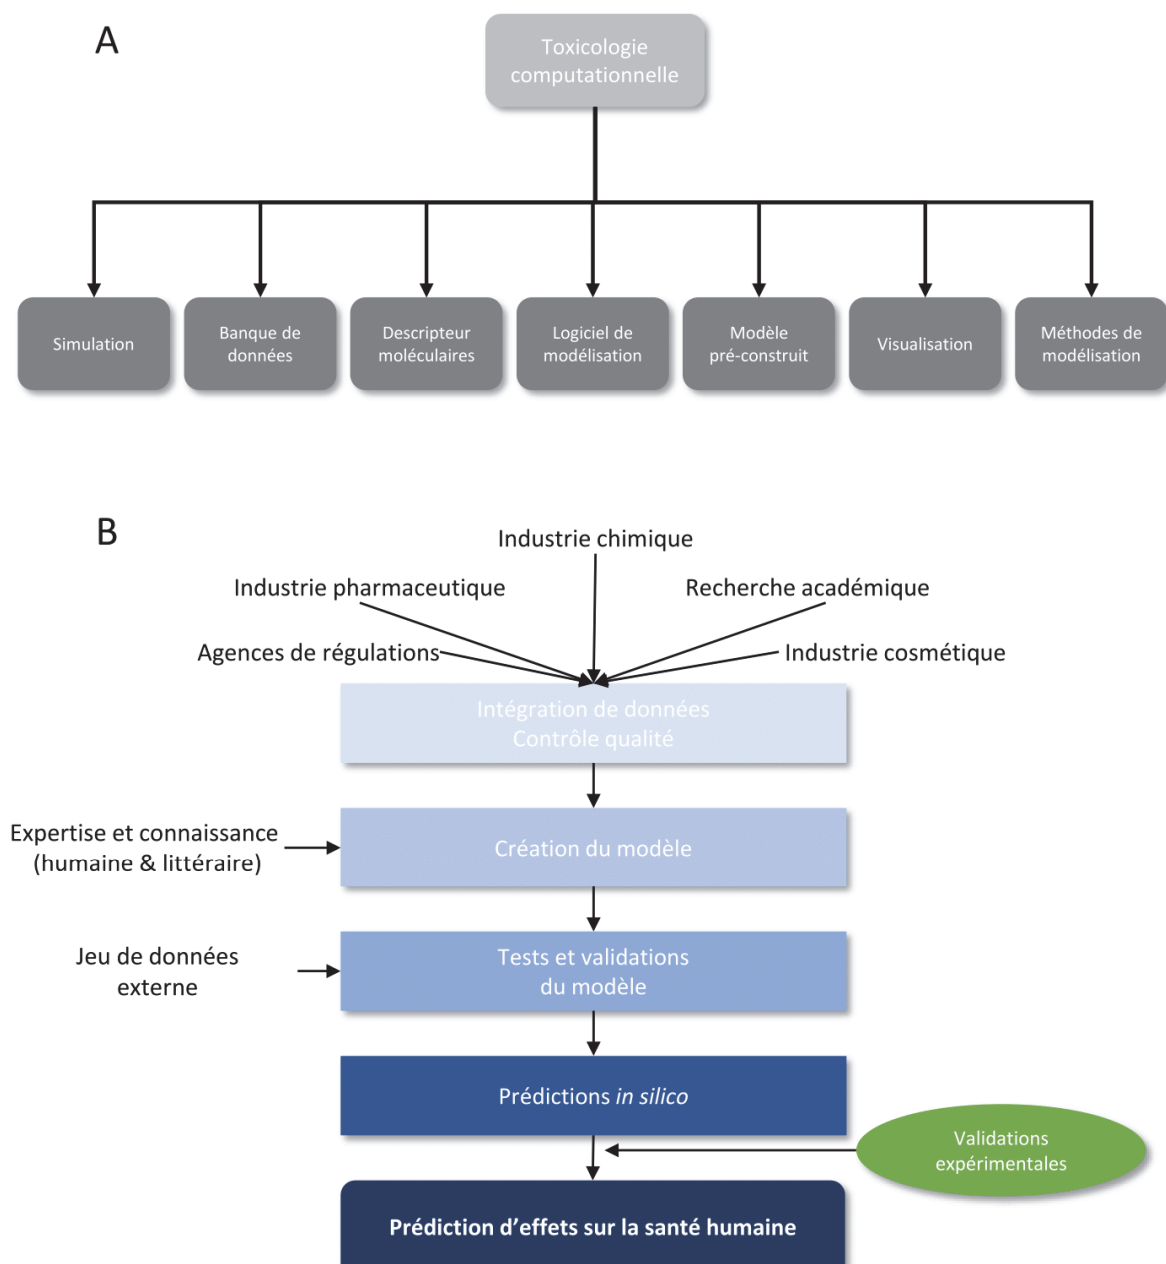 A
Toxicologie
computationnelle
Simulation
Banque de
données
Descripteur
moléculaires
Logiciel de
modélisation
Modèle
pré-construit
Visualisation
Méthodes de
modélisation
B
Industrie chimique
Industrie pharmaceutique
Recherche académique
Agences de régulations
Industrie cosmétique
Intégration de données
Contrôle qualité
Expertise et connaissance
(humaine & littéraire)
Création du modèle
Jeu de données
externe
Tests et validations
du modèle
Prédictions in silico
Validations
expérimentales
Prédiction d'effets sur la santé humaine